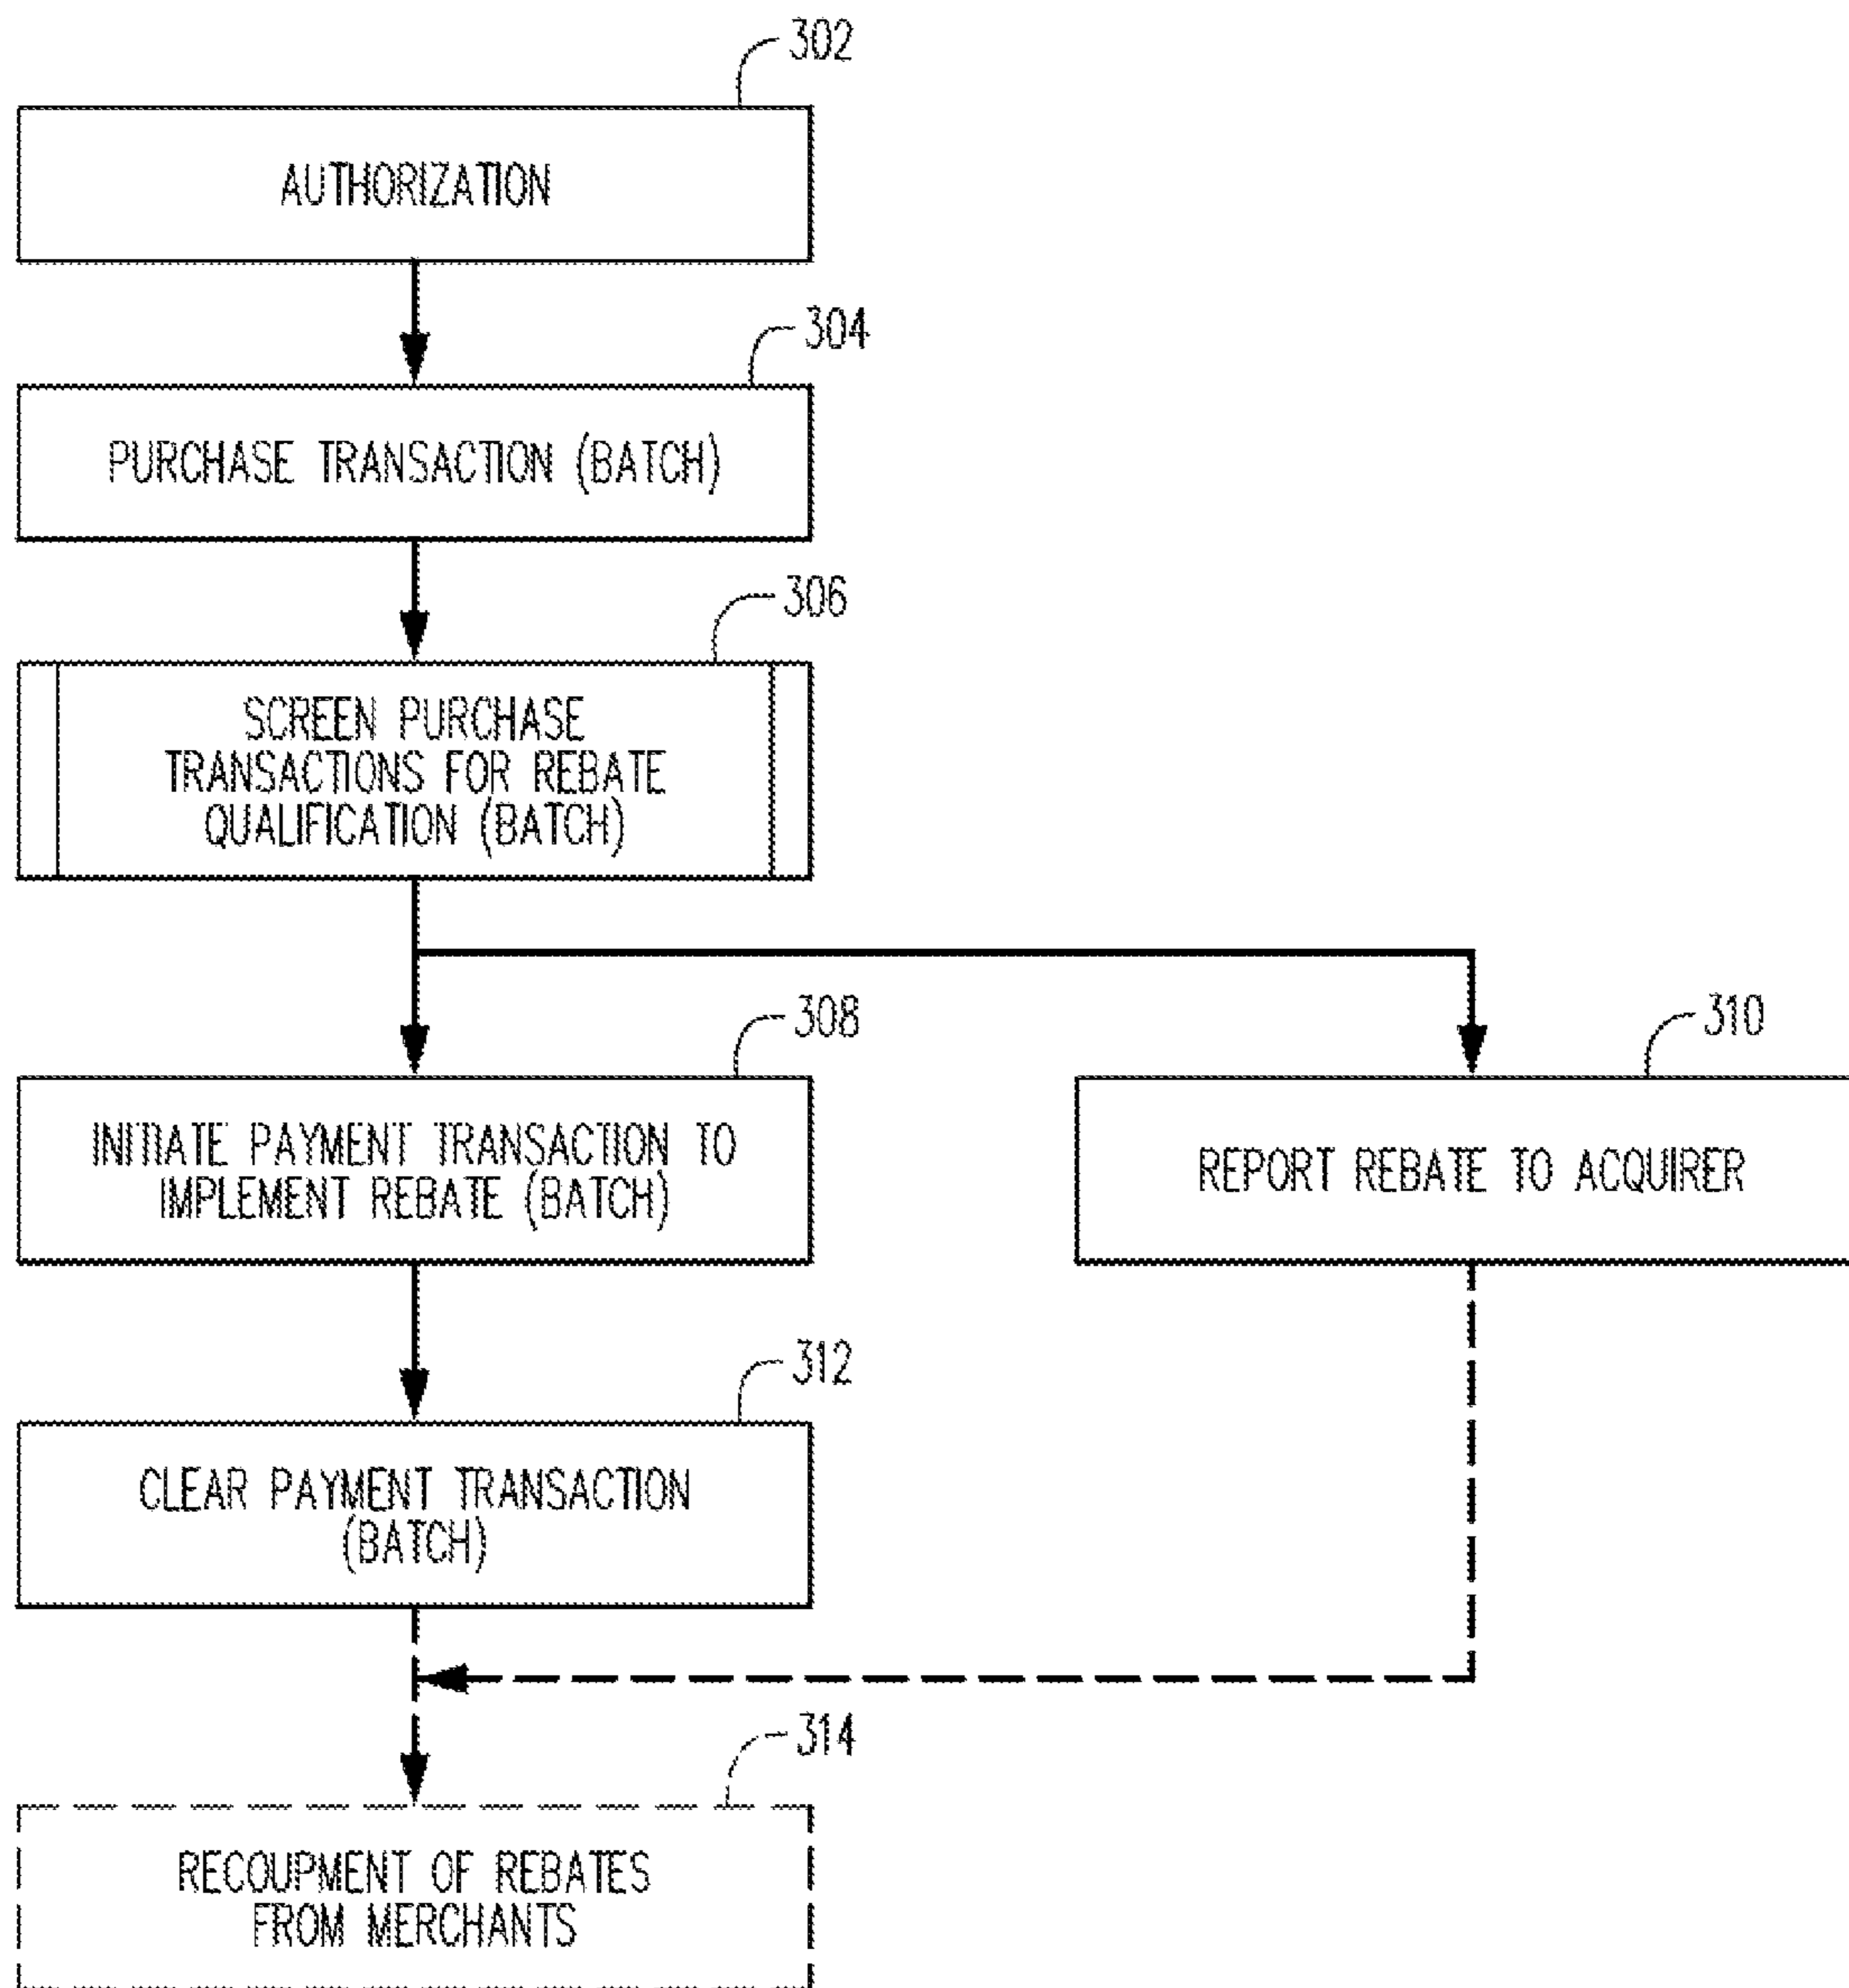 302
AUTHORIZATION
304
PURCHASE TRANSACTION (BATCH)
306
SCREEN PURCHASE
TRANSACTIONS FOR REBATE
QUALIFICATION (BATCH)
308
INITIATE PAYMENT TRANSACTION TO
IMPLEMENT REBATE (BATCH)
310
REPORT REBATE TO ACQUIRER
312
CLEAR PAYMENT TRANSACTION
(BATCH)
314
RECOUPMENT OF REBATES
FROM MERCHANTS